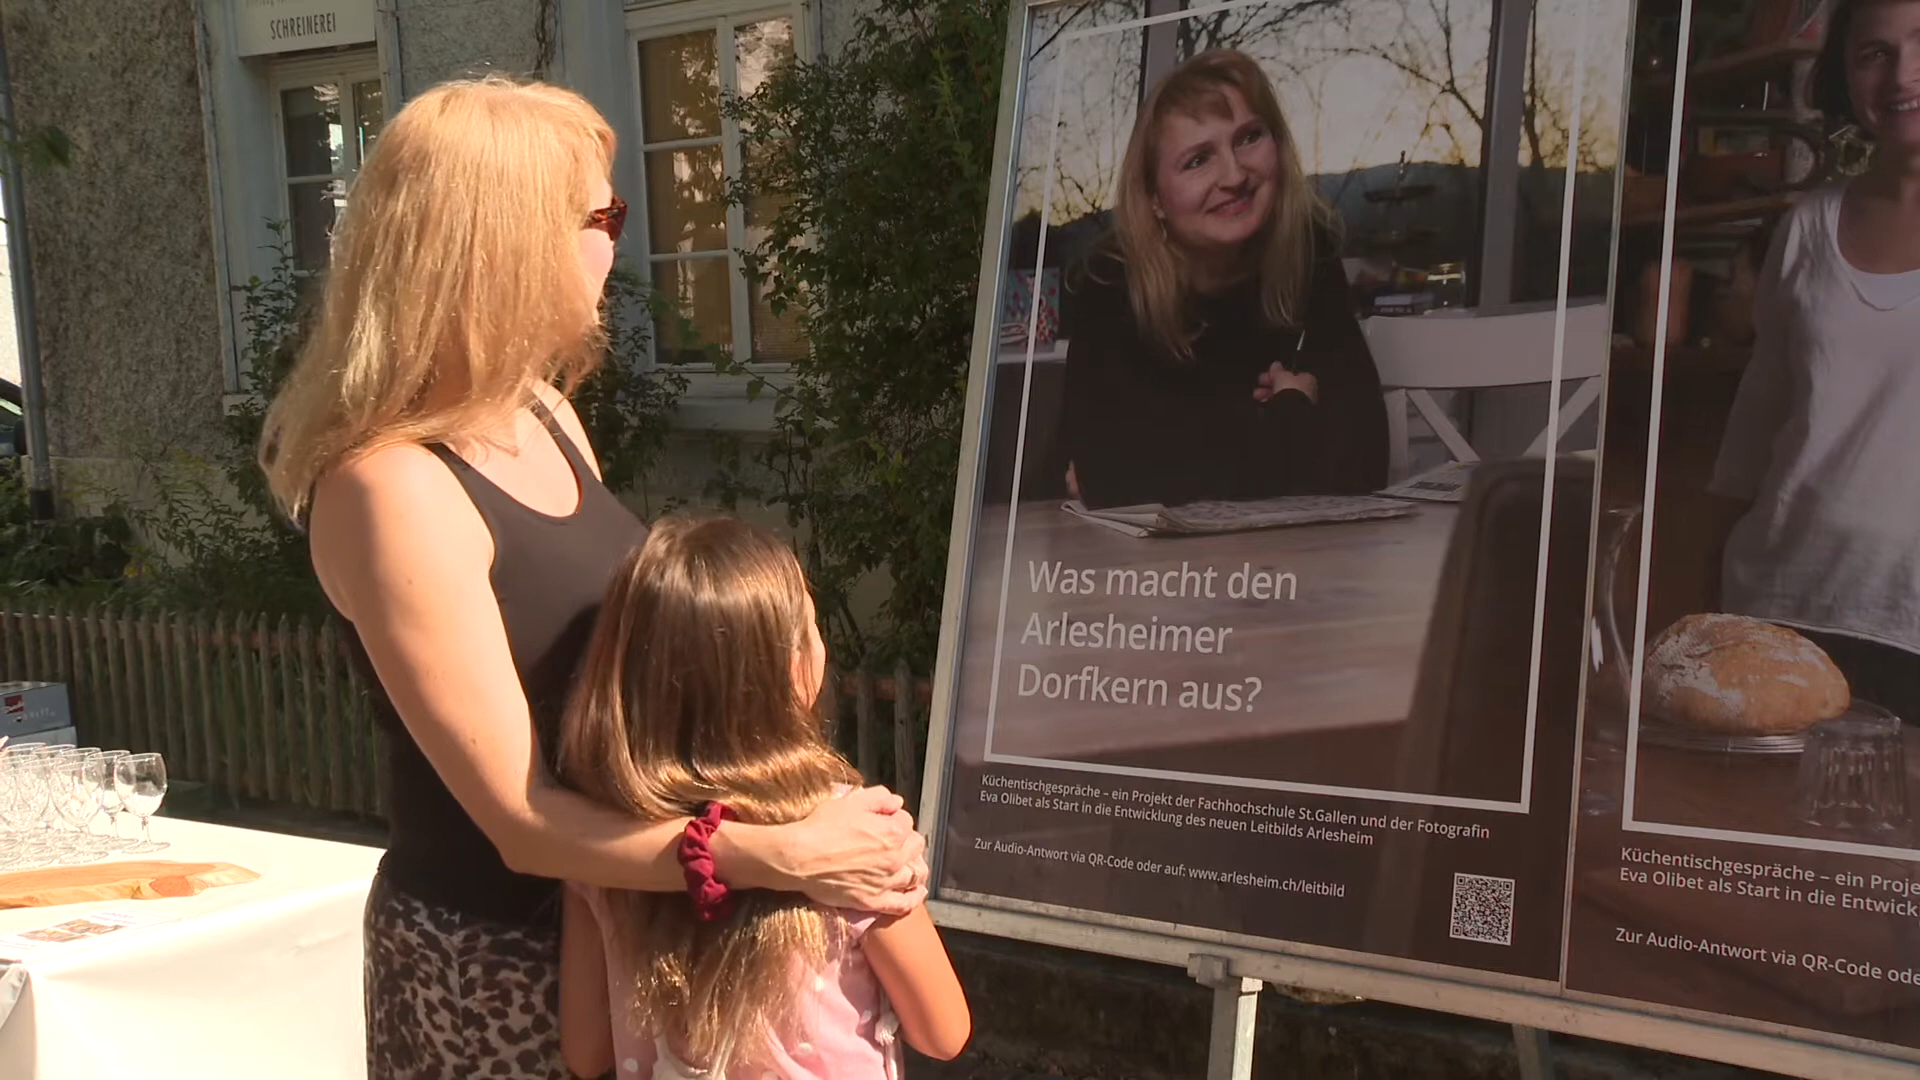 SCHREINEREI
Was macht den
Arlesheimer
Dorfkern aus?
Küchentischgespräche – ein Projekt der Fachhochschule St.Gallen und der Fotografin
Eva Olibet als Start in die Entwicklung des neuen Leitbilds Arlesheim
Zur Audio-Antwort via QR-Code oder auf: www.arlesheim.ch/leitbild
Küchentischgespräche – ein Proje
Eva Olibet als Start in die Entwick
Zur Audio-Antwort via QR-Code ode